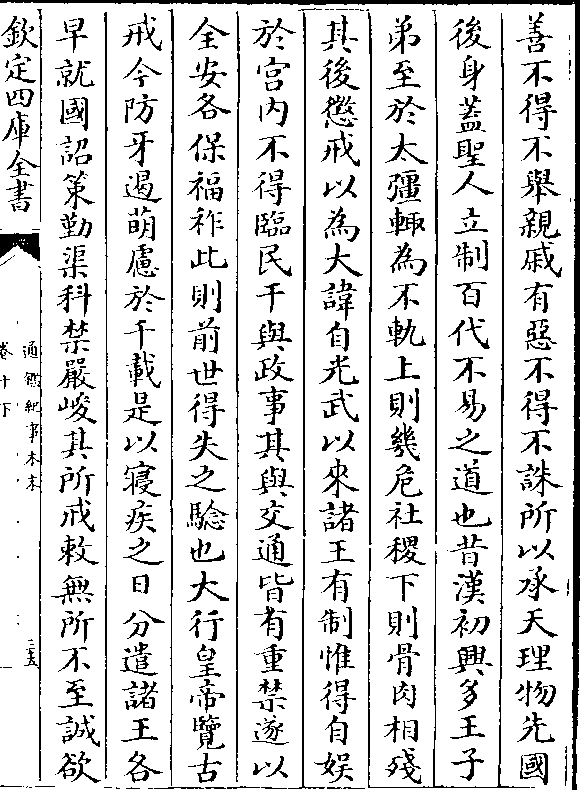 善不得不舉親戚有惡不得不誅所以承天理物先國
後身葢聖人立制百代不易之道也昔漢初興多王子
弟至於太彊輙為不軌上則幾危社稷下則骨肉相殘
其後懲戒以為大諱自光武以來諸王有制惟得自娛
於宮内不得臨民干與政事其與交通皆有重禁遂以
全安各保福祚此則前世得失之騐也大行皇帝覽古
戒今防牙遏萌慮於千載是以寢疾之日分遣諸王各
早就國詔策勤渠科禁嚴峻其所戒敕無所不至誠欲
欽定四庫全書
通鑑紀事本末
卷十下
三五